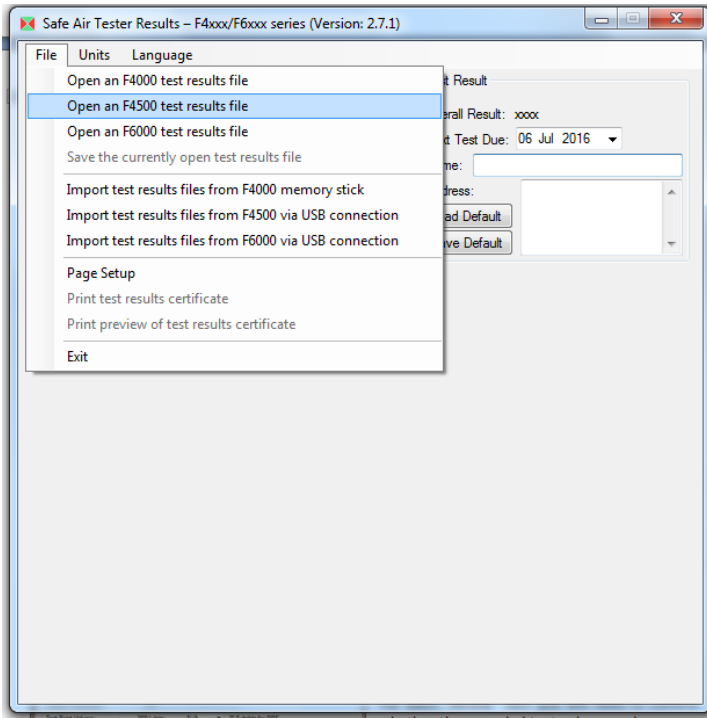 Safe Air Tester Results – F4xxx/F6xxx series (Version: 2.7.1)
File Units Language
Open an F4000 test results file
Open an F4500 test results file
Open an F6000 test results file
Save the currently open test results file
Import test results files from F4000 memory stick
Import test results files from F4500 via USB connection
Import test results files from F6000 via USB connection
Page Setup
Print test results certificate
Print preview of test results certificate
Exit
t Result
erall Result: xxxx
t Test Due: 06 Jul 2016
me:
dress:
ad Default
ve Default